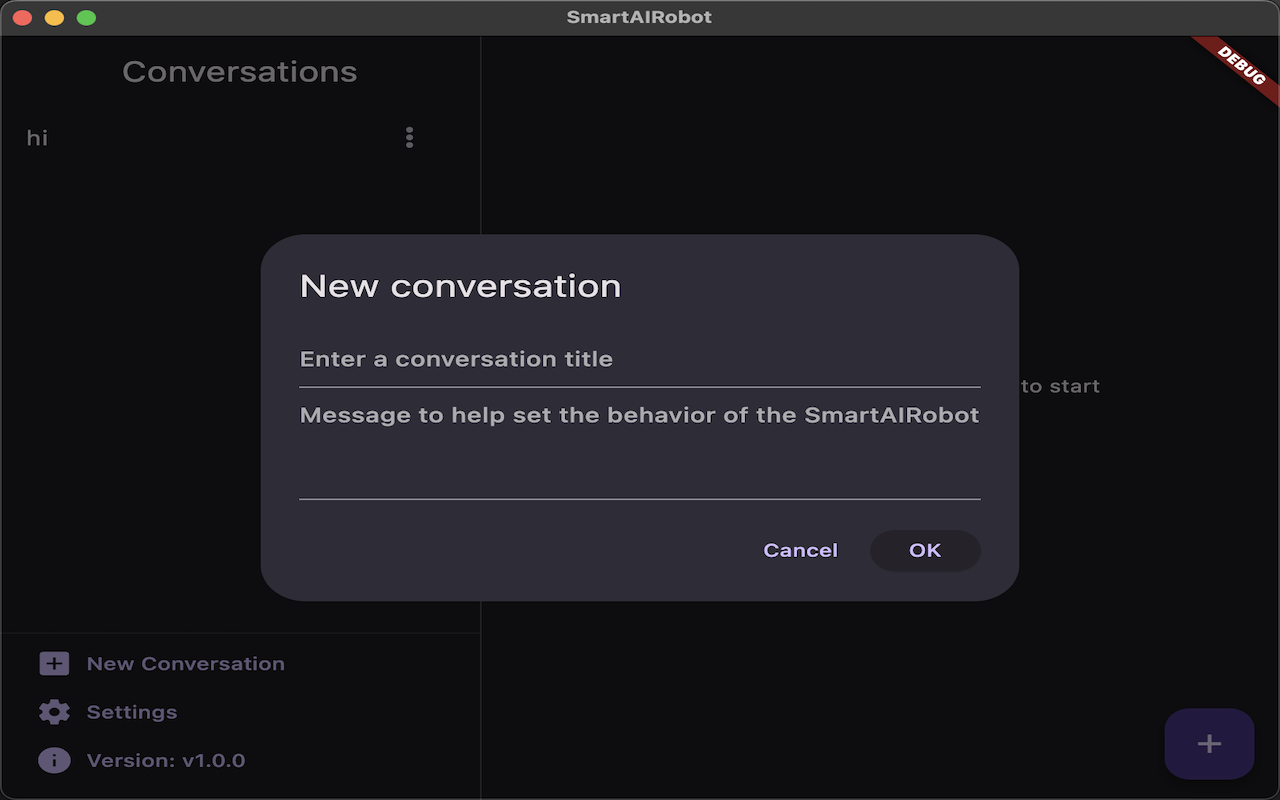 SmartAIRobot
DEBUG
Conversations
hi
New conversation
Enter a conversation title
to start
Message to help set the behavior of the SmartAIRobot
Cancel
OK
New Conversation
Settings
Version: v1.0.0